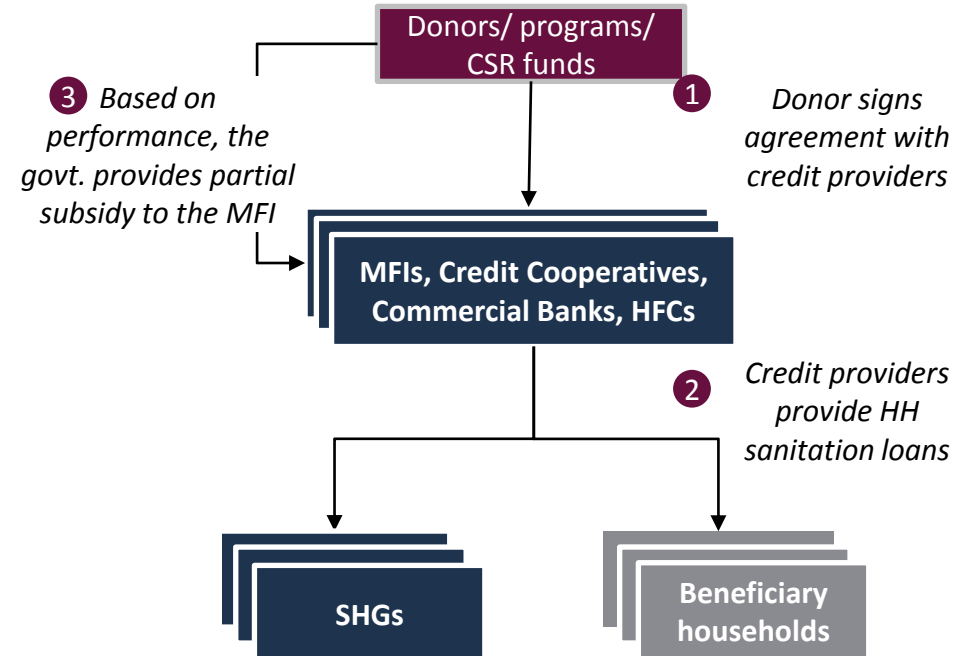 Donors/ programs/
CSR funds
1
Donor signs
agreement with
credit providers
3 Based on
performance, the
govt. provides partial
subsidy to the MFI
MFIs, Credit Cooperatives,
Commercial Banks, HFCs
2
Credit providers
provide HH
sanitation loans
SHGs
Beneficiary
households